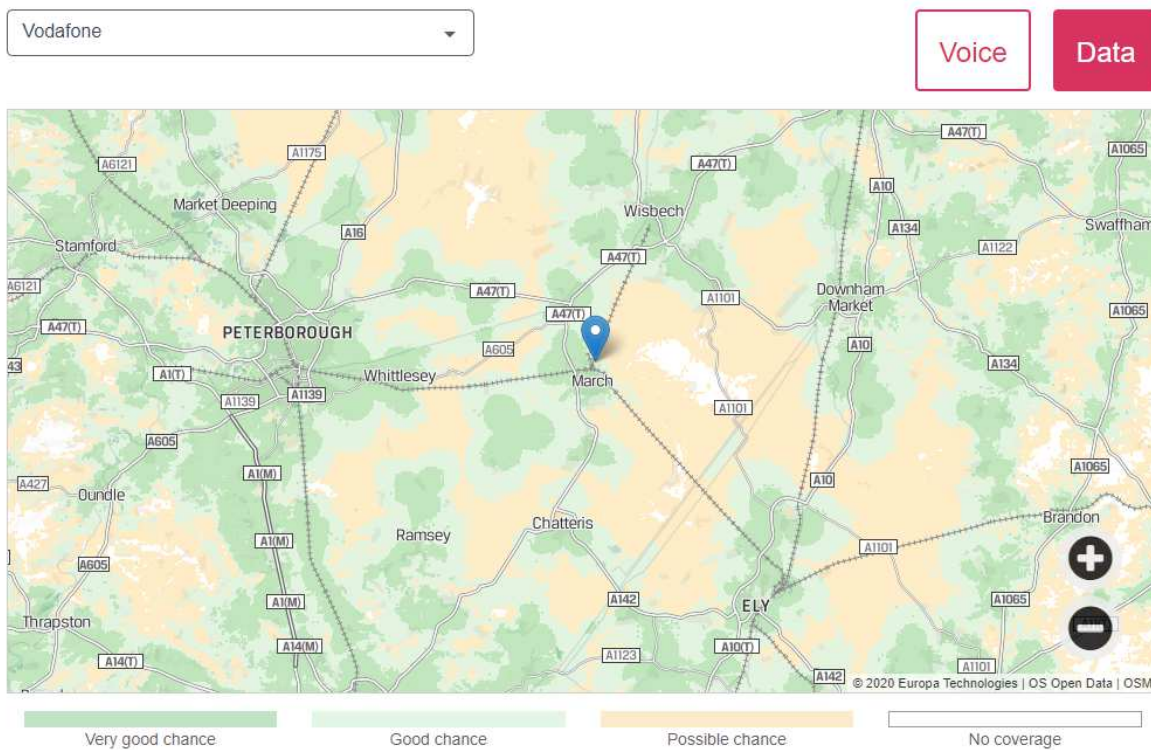 Vodafone
Voice
Data
A47(T)
A1065
A6121
A1175
A47(T)
A10
Market Deeping
Wisbech
A16
A134
Swaffham
Stamford
A1122
A47(T)
A6121
A47(T)
A1101
Downham
Market
A1065
A47(T)
A47(T)
PETERBOROUGH
A10
A605
43
A1(T)
Whittlesey
March
A134
A1139
A1139
A1101
A605
A1(M)
A1065
A427
A10
Oundle
Brandon
Chatteris
Ramsey
A1(M)
A1101
A605
A1(M)
A142
ELY
A1065
Thrapston
A14(M)
A10(T)
A14(T)
A1123
A1101
A142
© 2020 Europa Technologies | OS Open Data | OSM
Very good chance
Good chance
Possible chance
No coverage